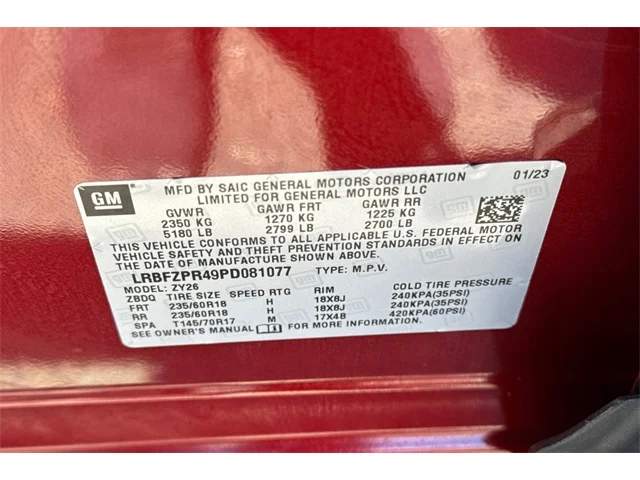 GM
MFD BY SAIC GENERAL MOTORS CORPORATION 01/23
LIMITED FOR GENERAL MOTORS LLC
GVWR GAWR FRT GAWR RR
2350 KG 1270 KG 1225 KG
5180 LB 2799 LB 2700 LB
THIS VEHICLE CONFORMS TO ALL APPLICABLE U.S. FEDERAL MOTOR
VEHICLE SAFETY AND THEFT PREVENTION STANDARDS IN EFFECT ON
THE DATE OF MANUFACTURE SHOWN ABOVE.
LRBFZPR49PD081077 TYPE: M.P.V.
MODEL: ZY26
ZBDQ TIRE SIZE SPEED RTG RIM COLD TIRE PRESSURE
FRT 235/60R18 H 18X8J 240KPA(35PSI)
RR 235/60R18 H 18X8J 240KPA(35PSI)
SPA T145/70R17 M 17X4B 420KPA(60PSI)
SEE OWNER'S MANUAL FOR MORE INFORMATION.